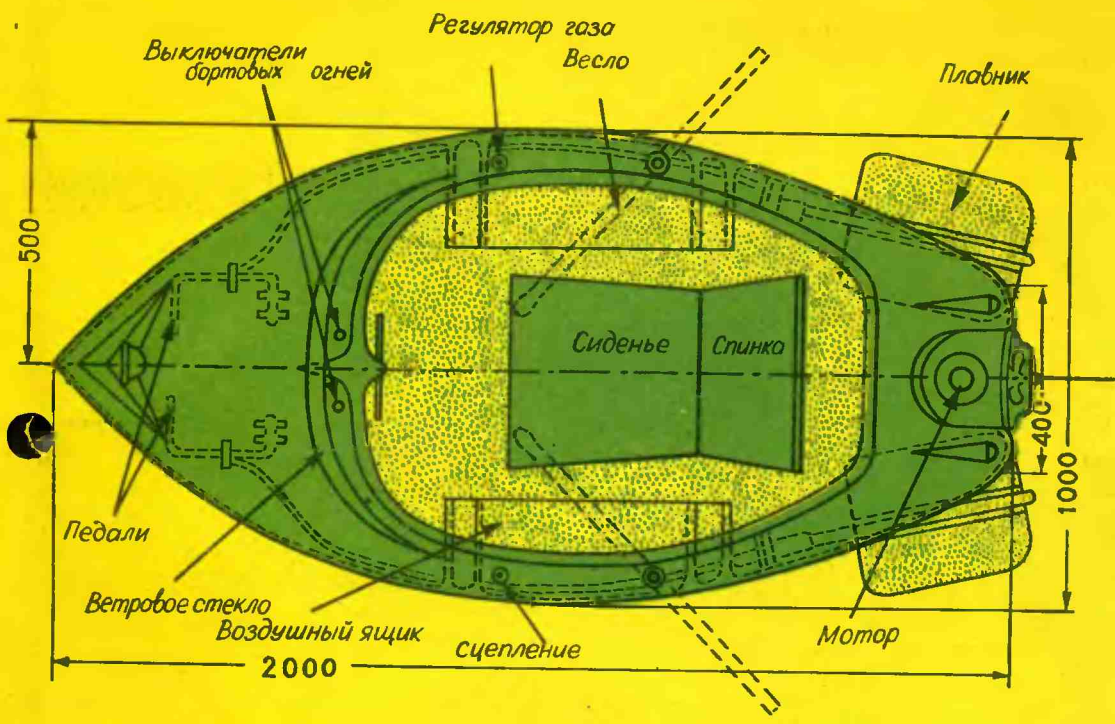 Регулятор газа
Выключатели
бортовых огней
Весло
Плавник
500
Сиденье
Спинка
400
1000
Педали
Ветровое стекло
Воздушный ящик
Сцепление
Мотор
2000